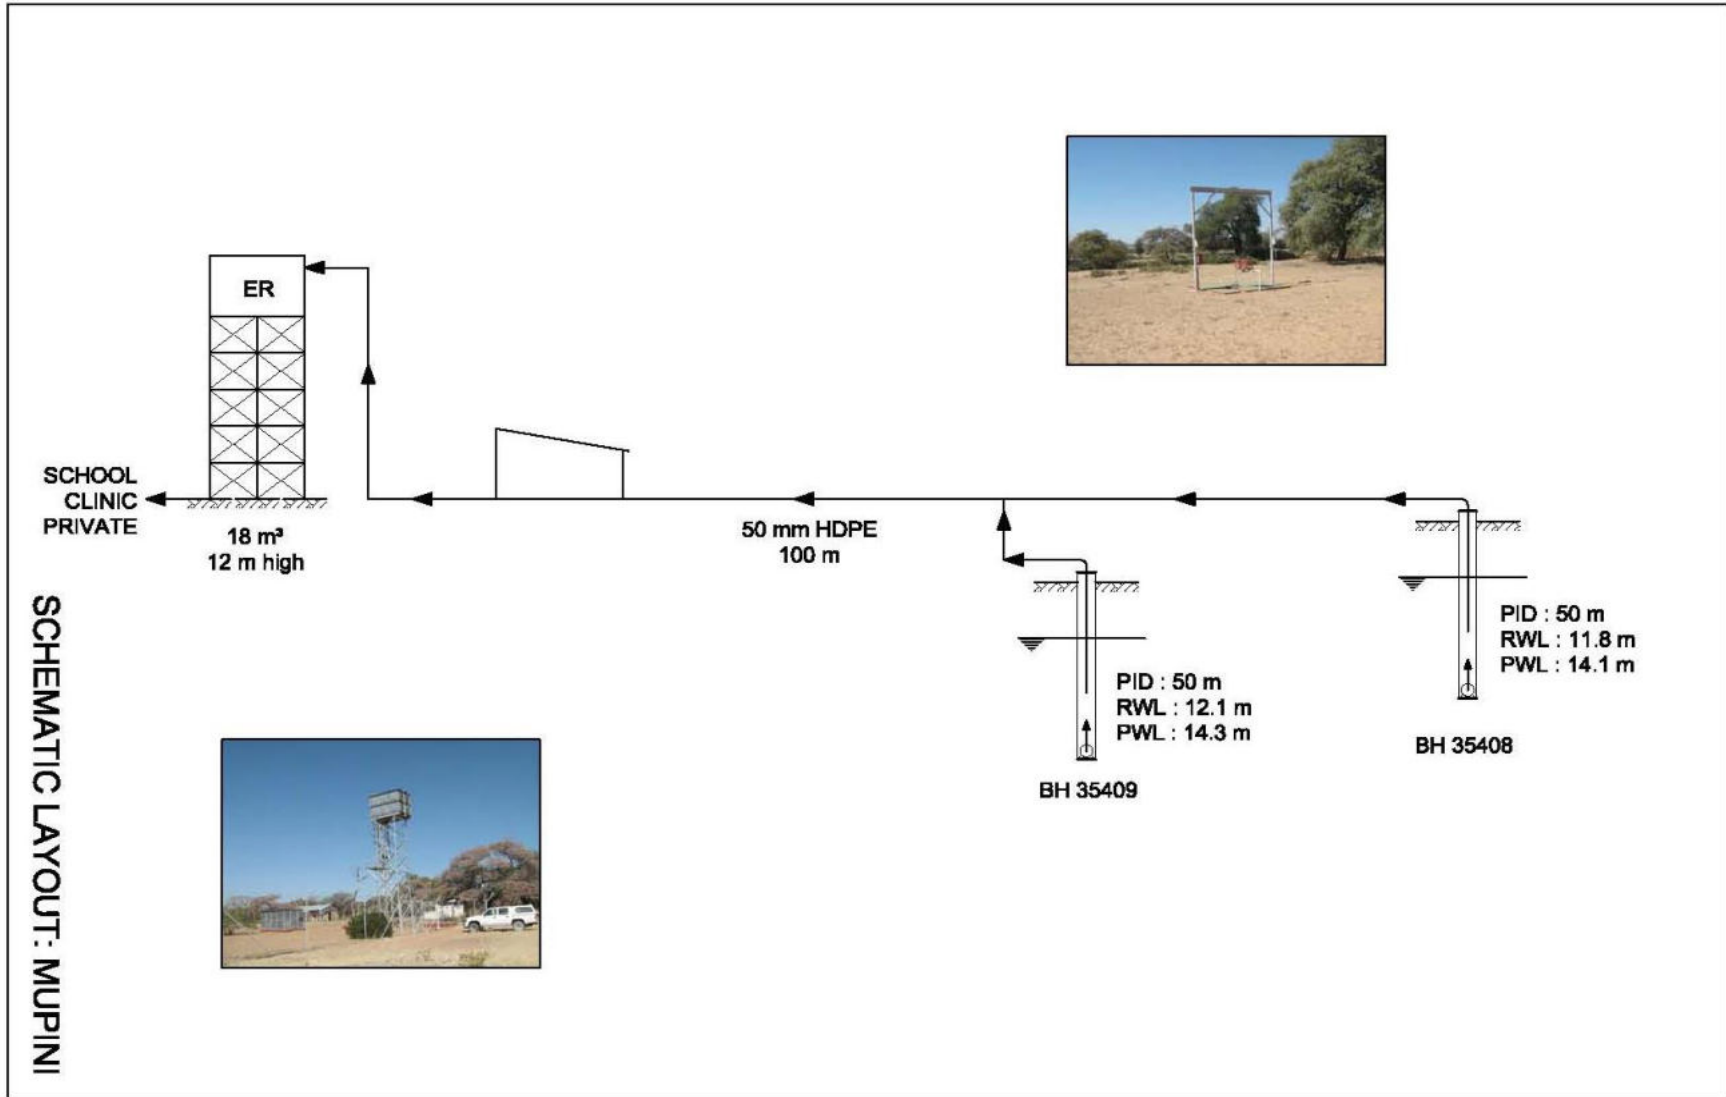 ER
SCHOOL
CLINIC
PRIVATE
18 m³
12 m high
50 mm HDPE
100 m
PID : 50 m
RWL : 12.1 m
PWL : 14.3 m
BH 35409
PID : 50 m
RWL : 11.8 m
PWL : 14.1 m
BH 35408
SCHEMATIC LAYOUT: MUPINI